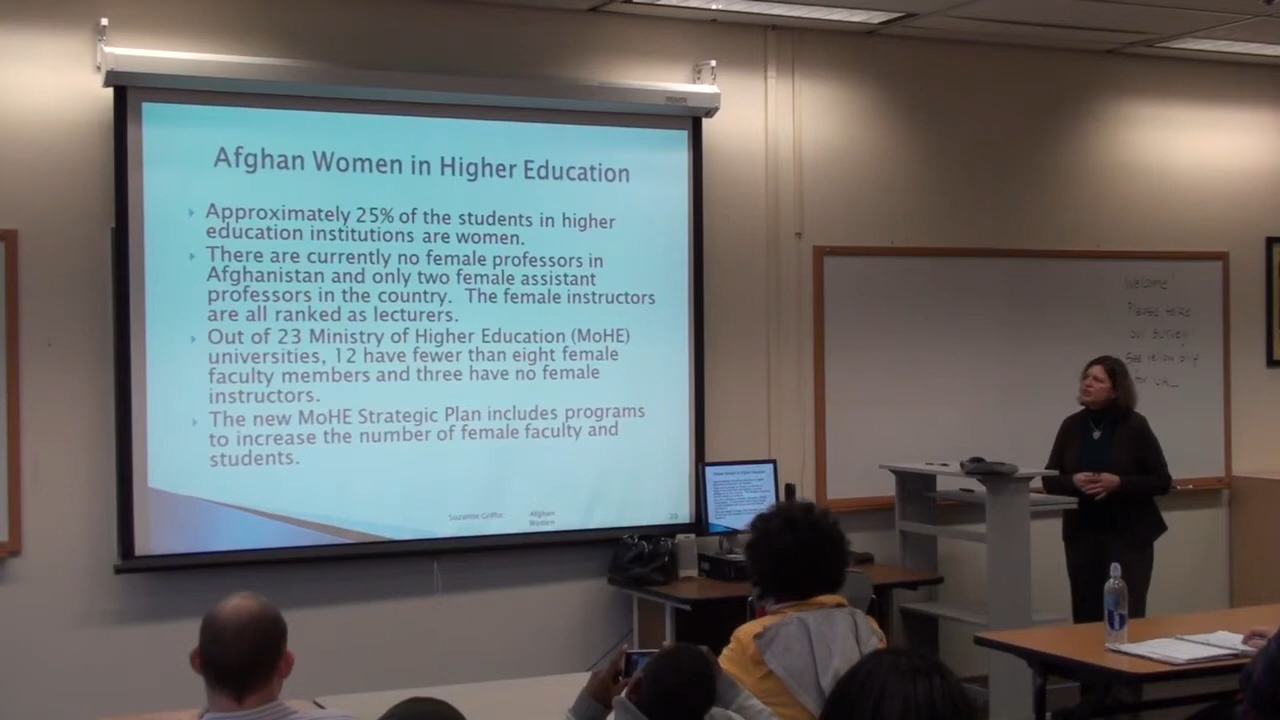 Afghan Women in Higher Education
Approximately 25% of the students in higher
education institutions are women.
There are currently no female professors in
Afghanistan and only two female assistant
professors in the country. The female instructors
are all ranked as lecturers.
Out of 23 Ministry of Higher Education (MoHE)
universities, 12 have fewer than eight female
faculty members and three have no female
instructors.
The new MoHE Strategic Plan includes programs
to increase the number of female faculty and
students.
Suzanne Griffin
Afghan
Women
20
Welcome!
Please take
our survey!
See yellow
for